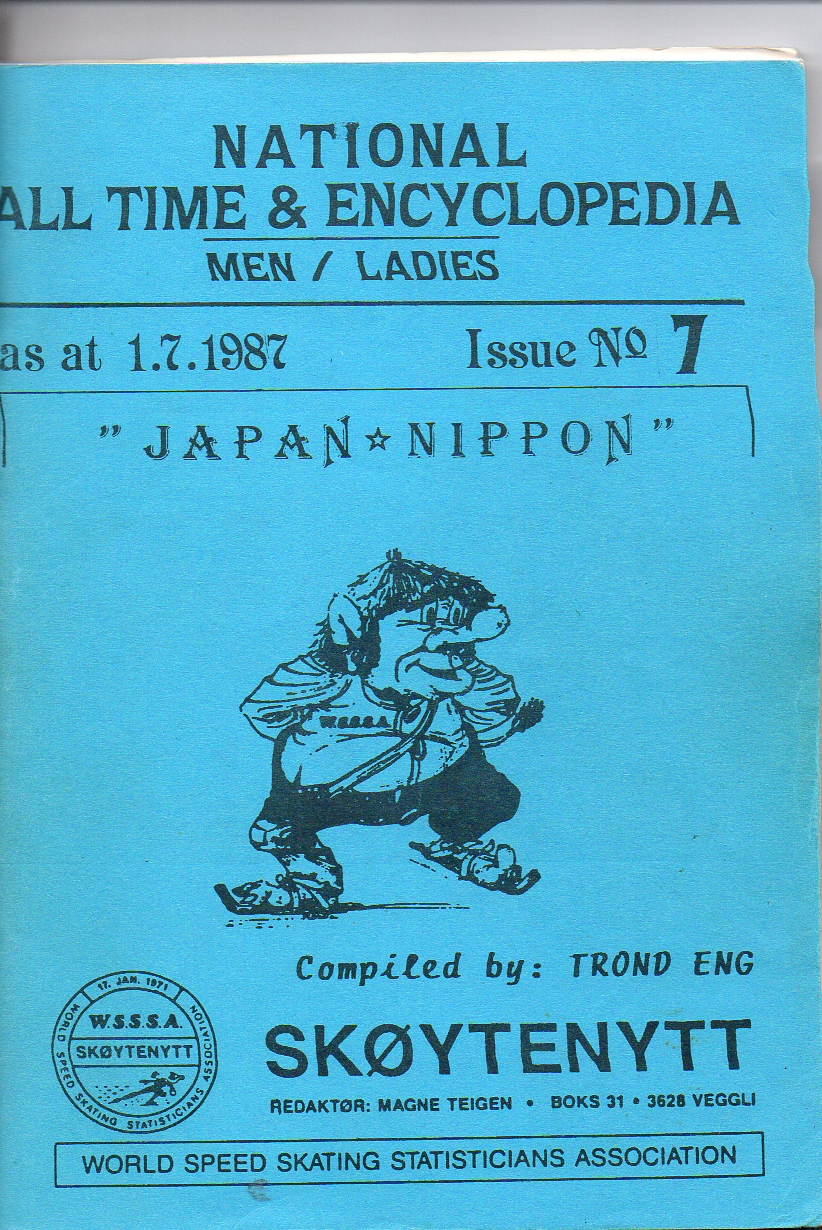 NATIONAL
ALL TIME & ENCYCLOPEDIA
MEN / LADIES
as at 1.7.1987 Issue Nº 7
" JAPAN☆NIPPON "
W.S.S.S.A.
Compiled by: TROND ENG
17. JAN. 1971
WORLD SPEED SKATING STATISTICIANS ASSOCIATION
W.S.S.S.A.
SKØYTENYTT
SKØYTENYTT
REDAKTØR: MAGNE TEIGEN • BOKS 31 • 3628 VEGGLI
WORLD SPEED SKATING STATISTICIANS ASSOCIATION